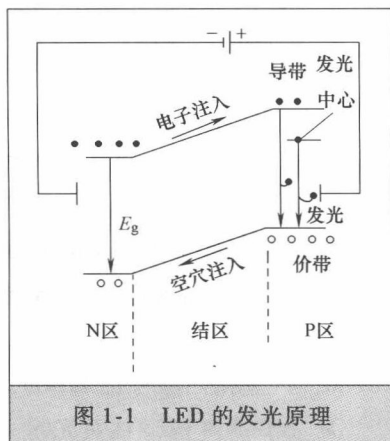 − +
导带 发光
中心
电子注入
Eg
发光
空穴注入
价带
N区 结区 P区
图 1-1 LED 的发光原理